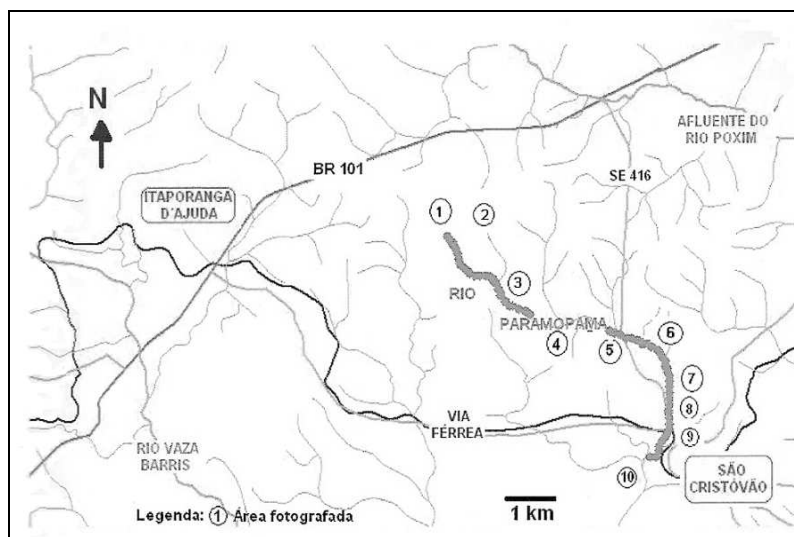 N
AFLUENTE DO
RIO POXIM
BR 101
SE 416
ITAPORANGA
D'AJUDA
1
2
3
RIO
PARAMOPAMA
4
5
6
7
8
9
10
VIA
FÉRREA
RIO VAZA
BARRIS
SÃO
CRISTÓVÃO
Legenda: 1 Área fotografada
1 km